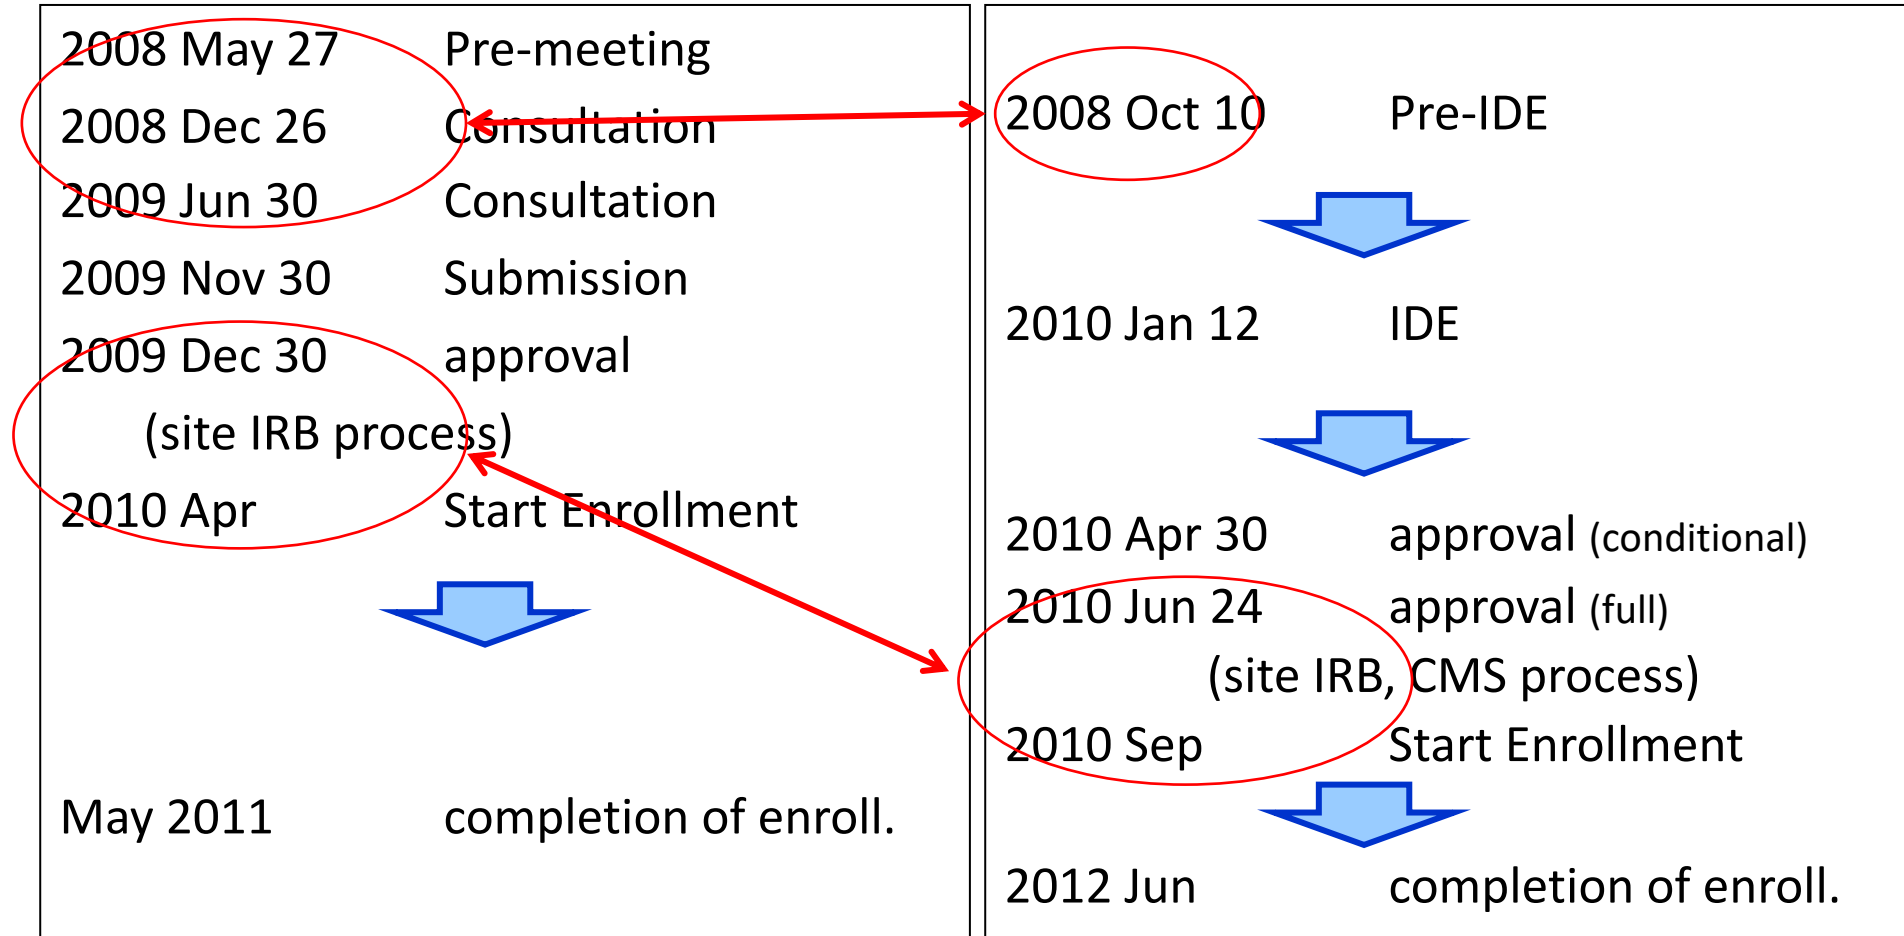 2008 May 27 Pre-meeting
2008 Dec 26 Consultation
2009 Jun 30 Consultation
2009 Nov 30 Submission
2009 Dec 30 approval
(site IRB process)
2010 Apr Start Enrollment
May 2011 completion of enroll.
2008 Oct 10 Pre-IDE
2010 Jan 12 IDE
2010 Apr 30 approval (conditional)
2010 Jun 24 approval (full)
(site IRB, CMS process)
2010 Sep Start Enrollment
2012 Jun completion of enroll.